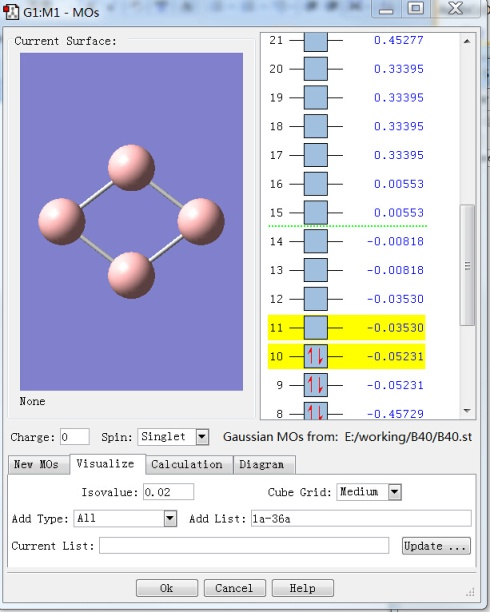 G1:M1 - MOs
Current Surface:
21 0.45277
20 0.33395
19 0.33395
18 0.33395
17 0.33395
16 0.00553
15 0.00553
14 -0.00818
13 -0.00818
12 -0.03530
11 -0.03530
10 -0.05231
9 -0.05231
8 -0.45729
None
Charge: 0 Spin: Singlet Gaussian MOs from: E:/working/B40/B40.st
New MOs Visualize Calculation Diagram
Isovalue: 0.02 Cube Grid: Medium
Add Type: All Add List: 1a-36a
Current List: Update ...
Ok Cancel Help